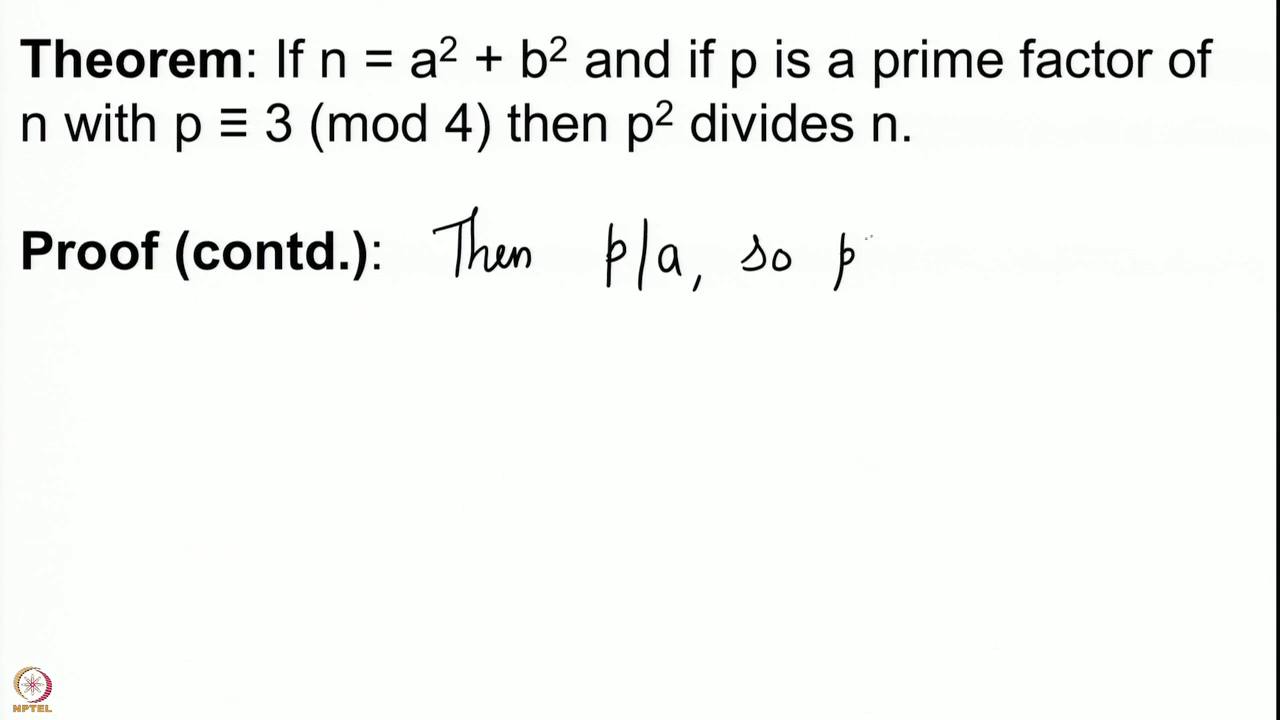 Theorem: If n = a² + b² and if p is a prime factor of
n with p ≡ 3 (mod 4) then p² divides n.
Proof (contd.): Then p|a, so p
NPTEL